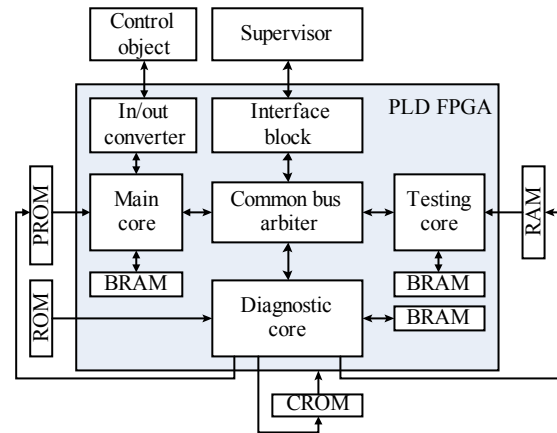 Control
object
Supervisor
PLD FPGA
In/out
converter
Interface
block
PROM
Main
core
Common bus
arbiter
Testing
core
RAM
BRAM
BRAM
ROM
Diagnostic
core
BRAM
CROM